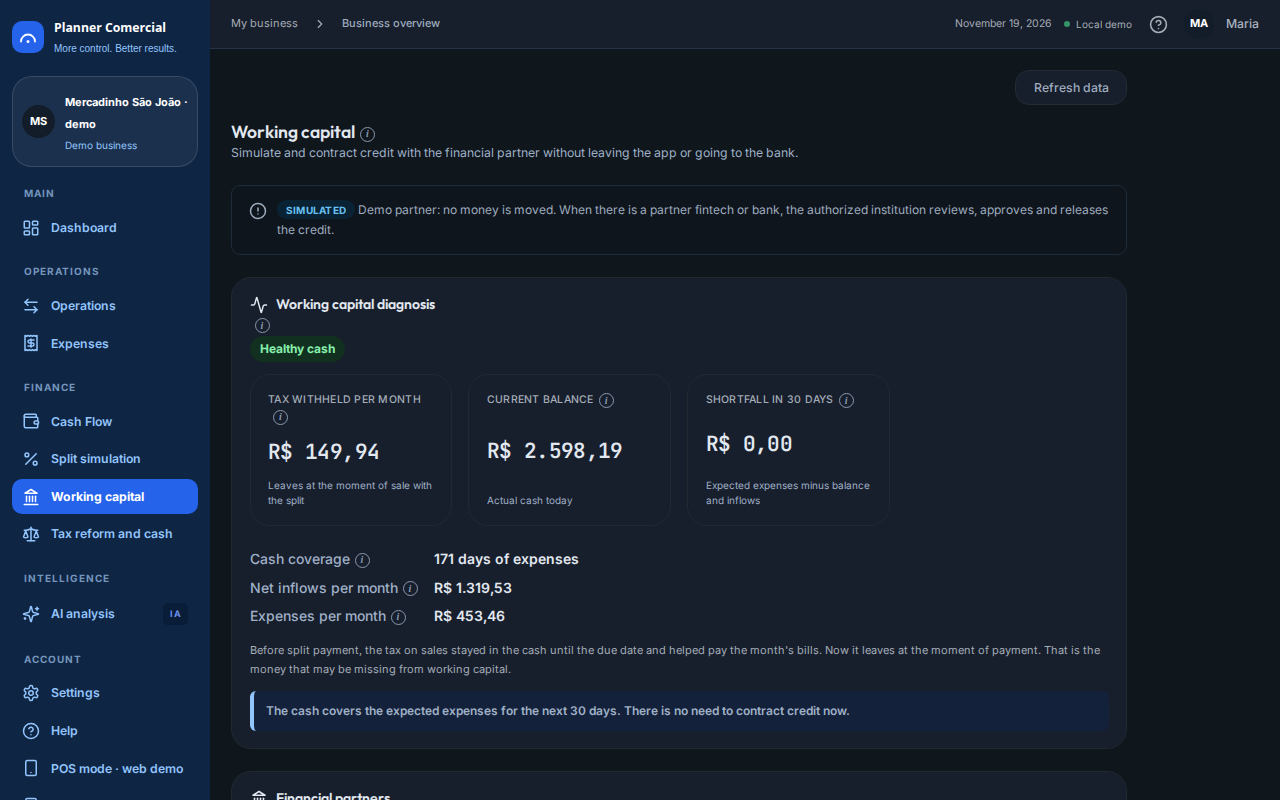 Planner Comercial
More control. Better results.
MS
Mercadinho São João ·
demo
Demo business
MAIN
Dashboard
OPERATIONS
Operations
Expenses
FINANCE
Cash Flow
Split simulation
Working capital
Tax reform and cash
INTELLIGENCE
AI analysis
IA
ACCOUNT
Settings
Help
POS mode · web demo
My business
Business overview
November 19, 2026
Local demo
MA
Maria
Refresh data
Working capital
Simulate and contract credit with the financial partner without leaving the app or going to the bank.
SIMULATED Demo partner: no money is moved. When there is a partner fintech or bank, the authorized institution reviews, approves and releases
the credit.
Working capital diagnosis
Healthy cash
TAX WITHHELD PER MONTH
R$ 149,94
Leaves at the moment of sale with
the split
CURRENT BALANCE
R$ 2.598,19
Actual cash today
SHORTFALL IN 30 DAYS
R$ 0,00
Expected expenses minus balance
and inflows
Cash coverage 171 days of expenses
Net inflows per month R$ 1.319,53
Expenses per month R$ 453,46
Before split payment, the tax on sales stayed in the cash until the due date and helped pay the month's bills. Now it leaves at the moment of payment. That is the
money that may be missing from working capital.
The cash covers the expected expenses for the next 30 days. There is no need to contract credit now.
Financial partners